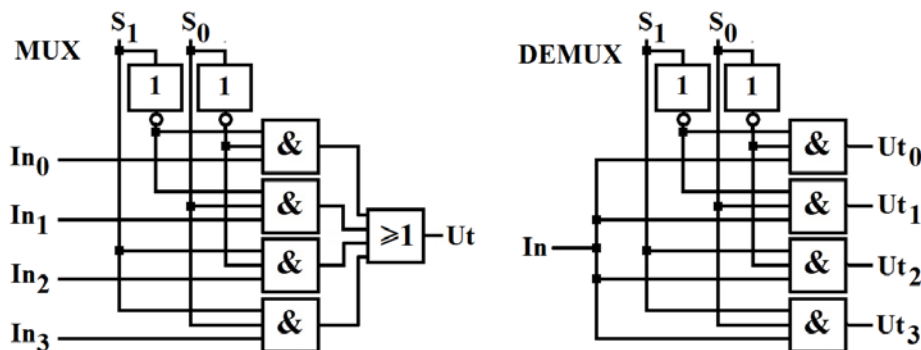 S1 S0
MUX
1 1
In0 &
In1 &
≥1 Ut
In2 &
In3 &
S1 S0
DEMUX
1 1
& Ut0
& Ut1
In
& Ut2
& Ut3